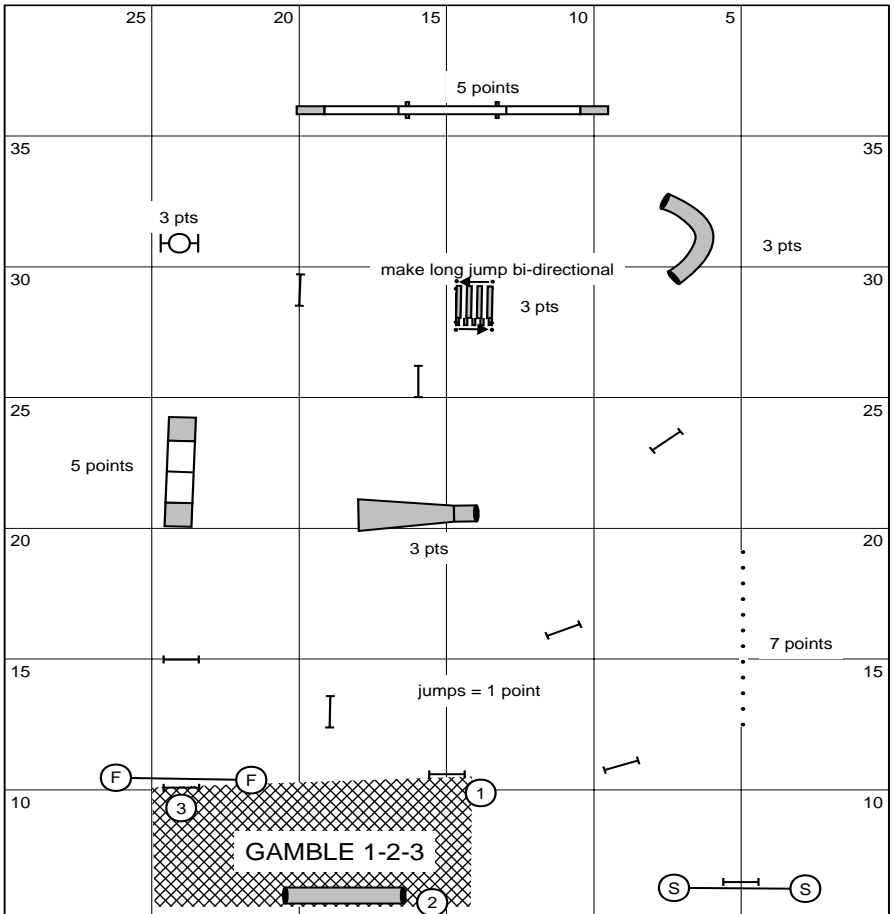 25 20 15 10 5
5 points
35 35
3 pts
3 pts
30 30
make long jump bi-directional
3 pts
25 25
5 points
20 20
3 pts
7 points
15 15
jumps = 1 point
F F
10 10
3 1
GAMBLE 1-2-3
S S
2